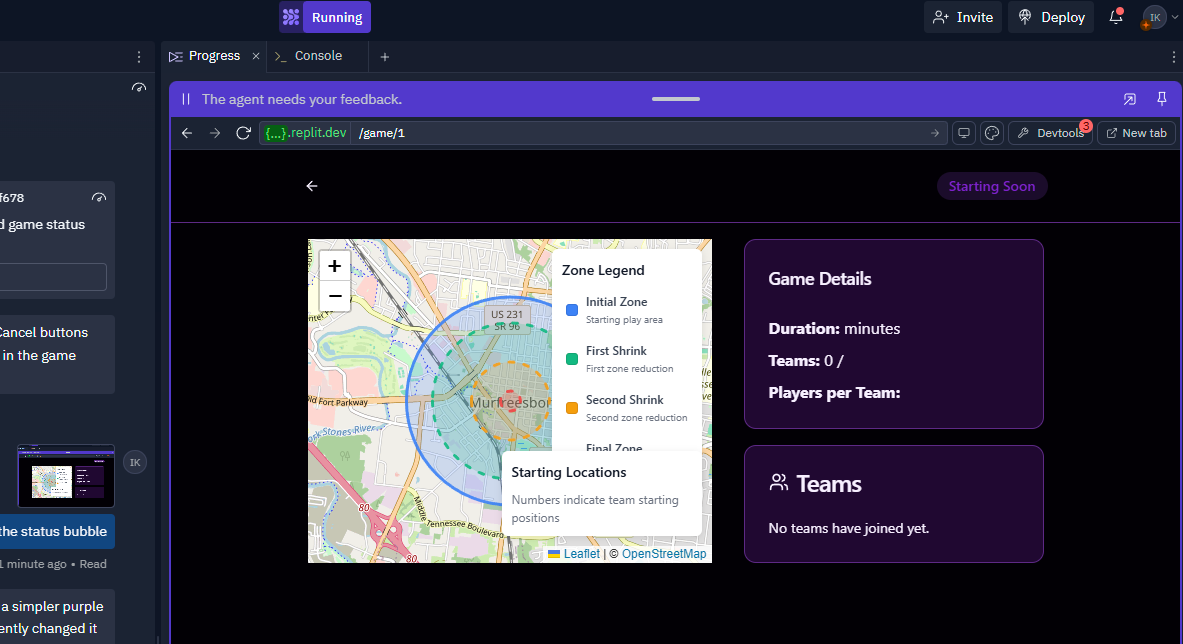 Running
Invite
Deploy
IK
Progress
Console
The agent needs your feedback.
{...}.replit.dev
/game/1
Devtools
3
New tab
f678
d game status
Cancel buttons
in the game
IK
the status bubble
1 minute ago • Read
a simpler purple
ently changed it
Starting Soon
+
−
US 231
SR 96
Old Fort Parkway
Murfreesbor
ork Stones River
80
Middle Tennessee Boulevard
80
Zone Legend
Initial Zone
Starting play area
First Shrink
First zone reduction
Second Shrink
Second zone reduction
Final Zone
Starting Locations
Numbers indicate team starting
positions
Leaflet | © OpenStreetMap
Game Details
Duration: minutes
Teams: 0 /
Players per Team:
Teams
No teams have joined yet.